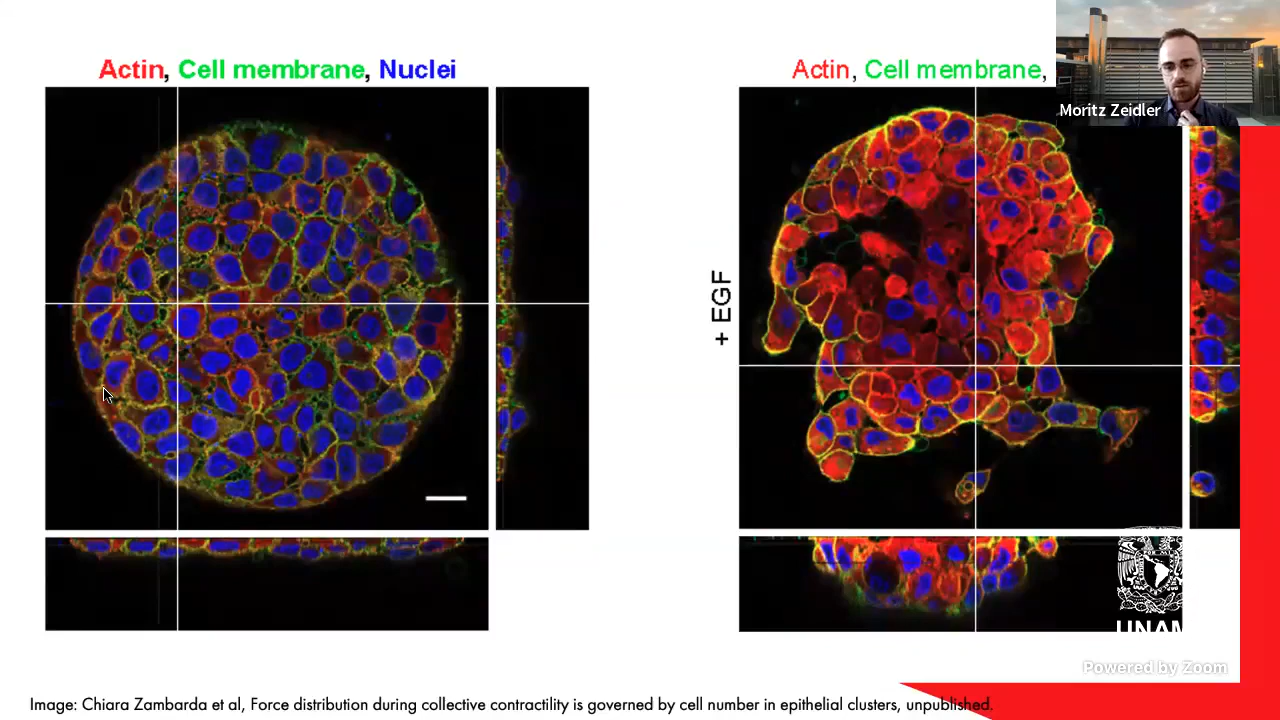 Actin, Cell membrane, Nuclei
Actin, Cell membrane,
Moritz Zeidler
+ EGF
UNAM
Powered by Zoom
Image: Chiara Zambarda et al, Force distribution during collective contractility is governed by cell number in epithelial clusters, unpublished.